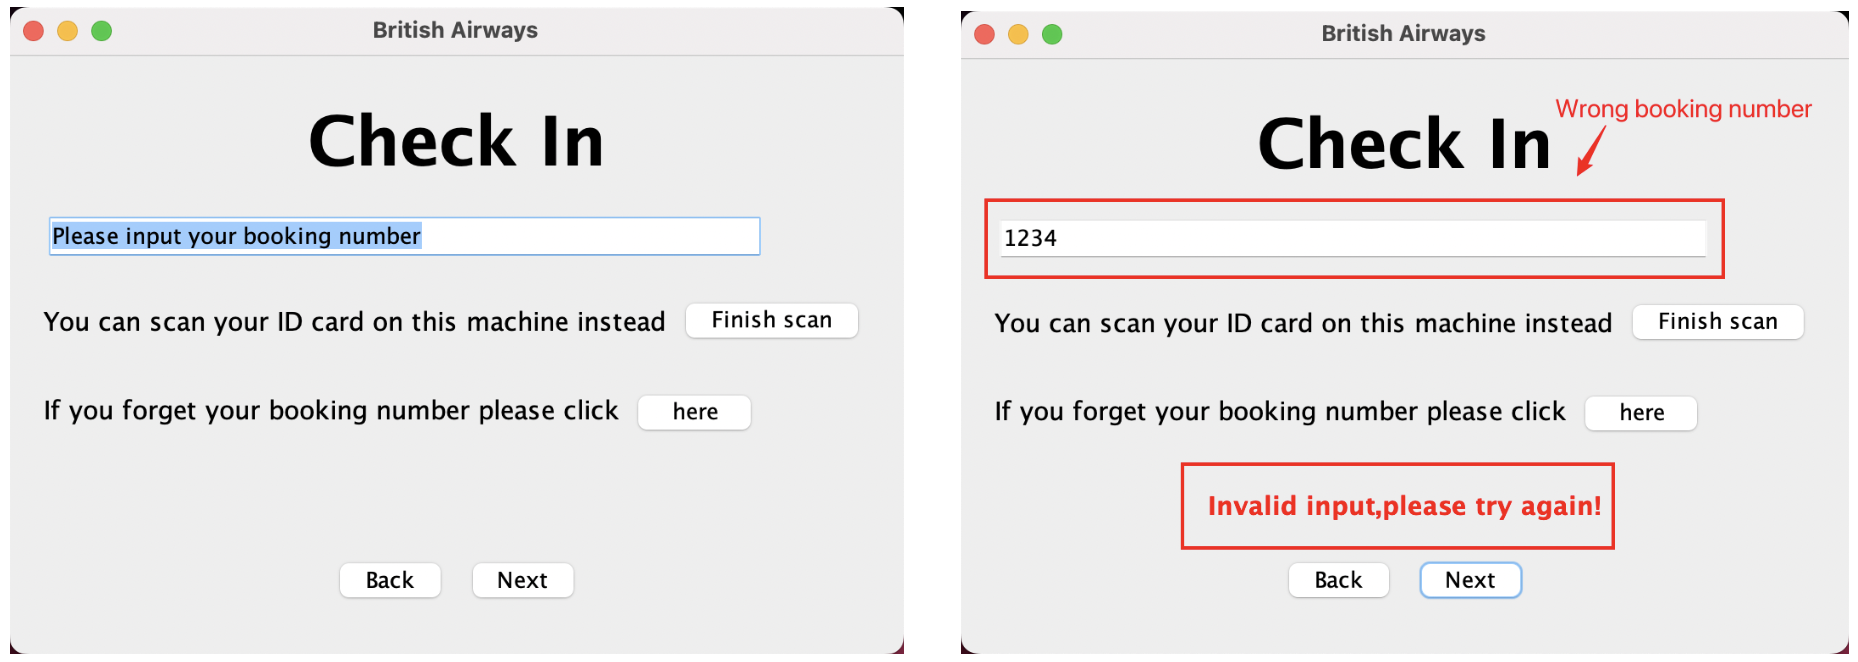 British Airways
Check In
Please input your booking number
You can scan your ID card on this machine instead Finish scan
If you forget your booking number please click here
Back Next
British Airways
Wrong booking number
Check In
1234
You can scan your ID card on this machine instead Finish scan
If you forget your booking number please click here
Invalid input,please try again!
Back Next